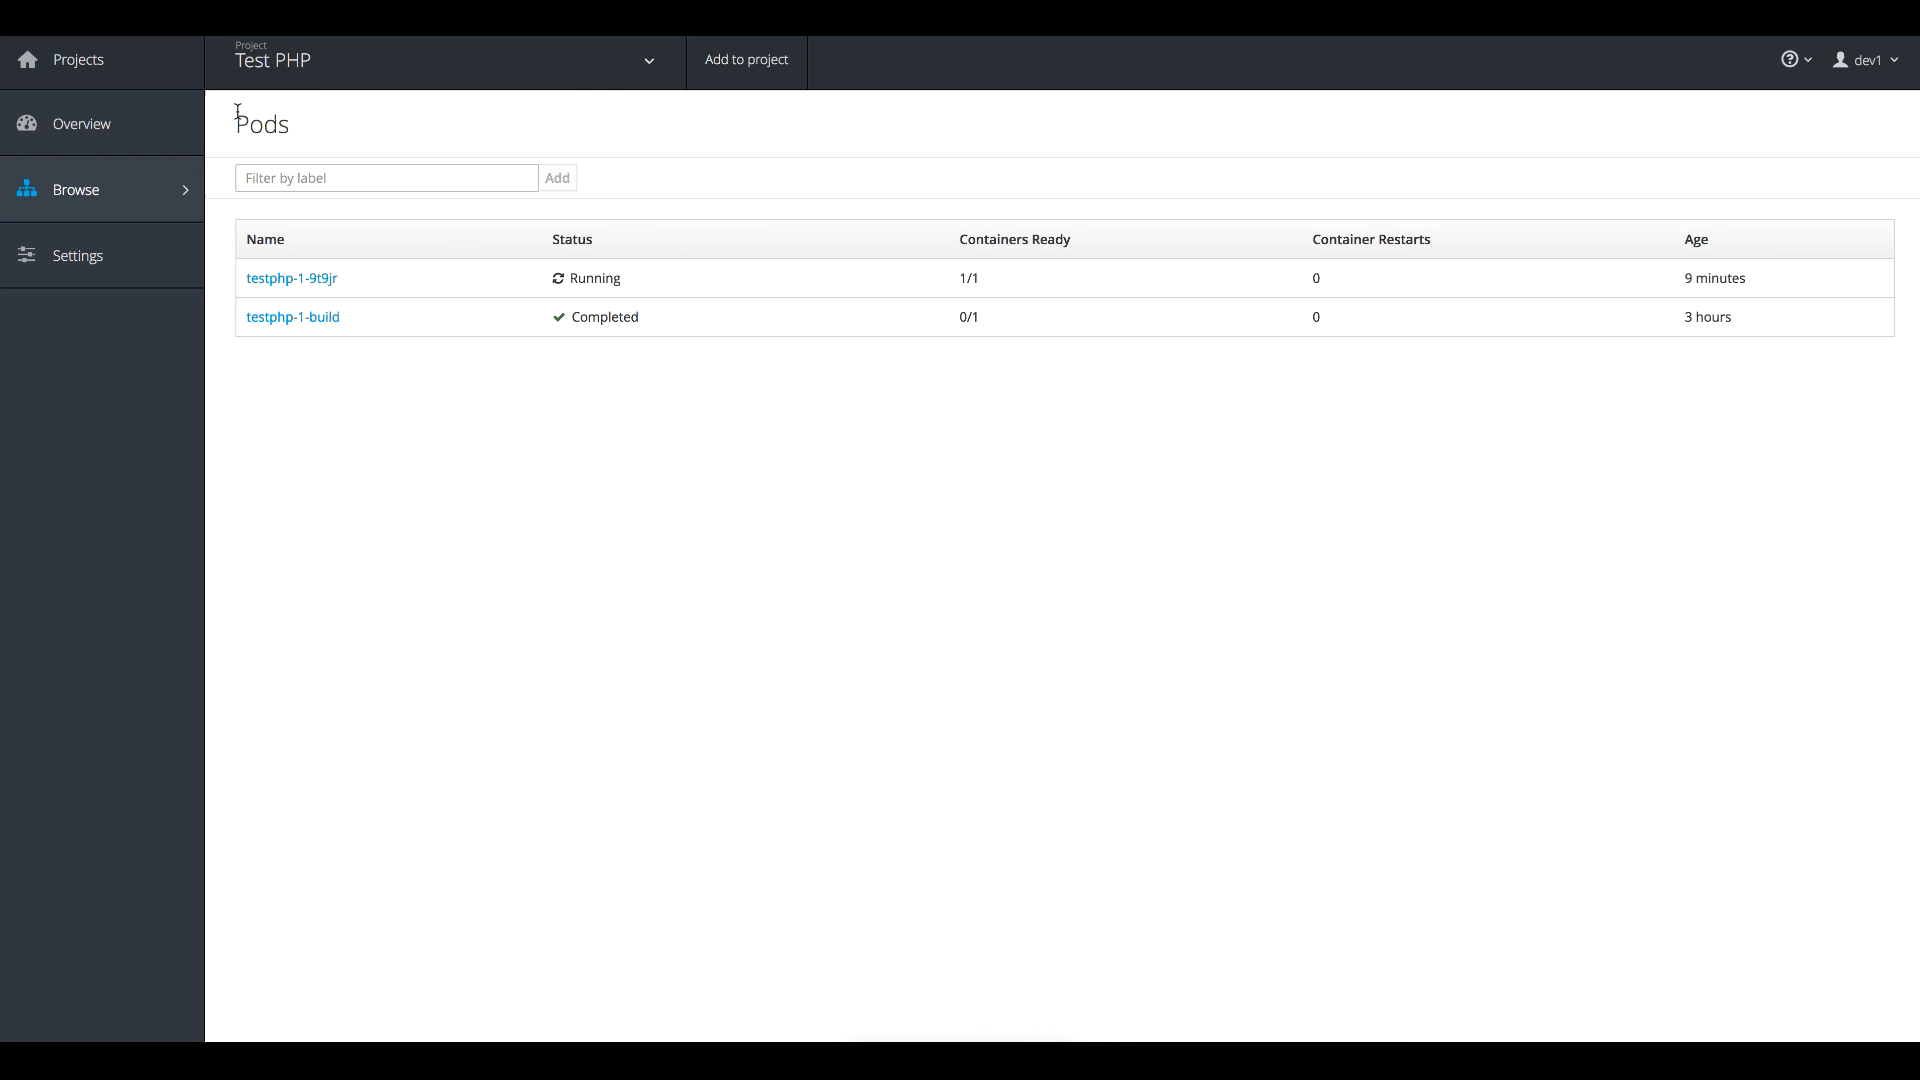 Projects
Project
Test PHP
Add to project
dev1
Overview
Browse
Settings
Pods
Filter by label
Add
Name Status Containers Ready Container Restarts Age
testphp-1-9t9jr Running 1/1 0 9 minutes
testphp-1-build Completed 0/1 0 3 hours